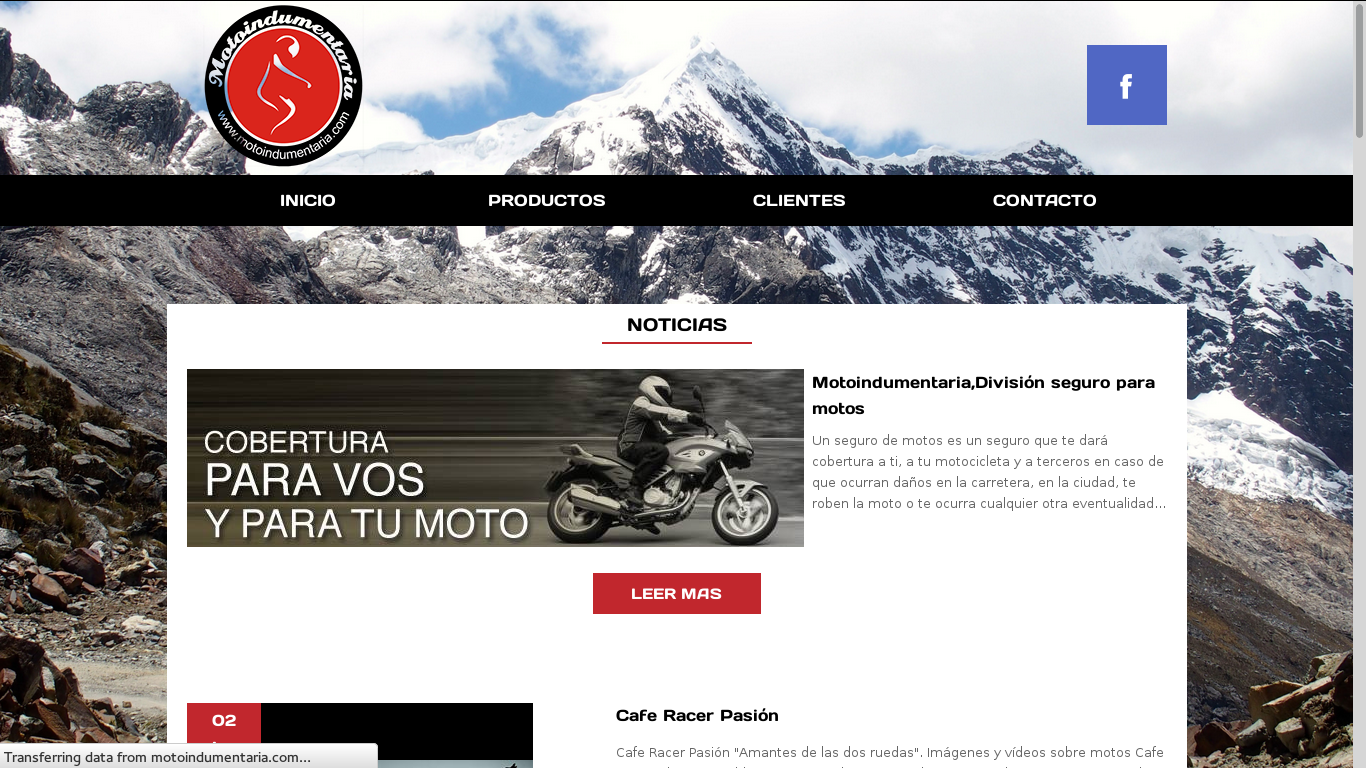 Motoindumentaria
www.motoindumentaria.com
f
INICIO PRODUCTOS CLIENTES CONTACTO
NOTICIAS
COBERTURA
PARA VOS
Y PARA TU MOTO
Motoindumentaria,División seguro para
motos
Un seguro de motos es un seguro que te dará
cobertura a ti, a tu motocicleta y a terceros en caso de
que ocurran daños en la carretera, en la ciudad, te
roben la moto o te ocurra cualquier otra eventualidad...
LEER MAS
02
Cafe Racer Pasión
Cafe Racer Pasión "Amantes de las dos ruedas". Imágenes y vídeos sobre motos Cafe
Transferring data from motoindumentaria.com...